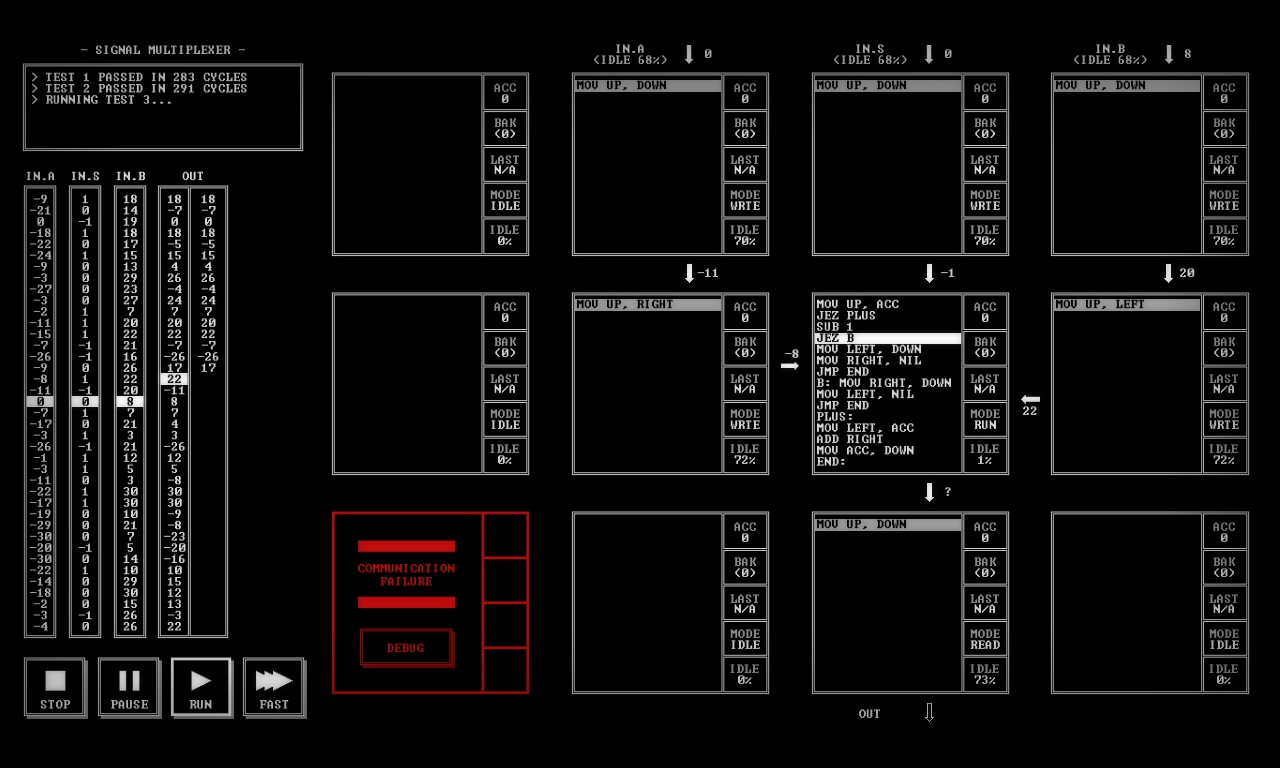 - SIGNAL MULTIPLEXER -
> TEST 1 PASSED IN 283 CYCLES
> TEST 2 PASSED IN 291 CYCLES
> RUNNING TEST 3...
IN.A IN.S IN.B OUT
-9 1 18 18 18
-21 0 14 -7 -7
0 -1 19 0 0
-18 1 18 18 18
-22 0 17 -5 -5
-24 1 15 15 15
-9 0 13 4 4
-3 0 29 26 26
-27 0 23 -4 -4
-3 0 27 24 24
-2 1 7 7 7
-11 1 20 20 20
-15 1 22 22 22
-7 -1 21 -7 -7
-26 -1 16 -26 -26
-9 0 26 17 17
-8 1 22 22
-11 -1 20 -11
0 0 8 8
-7 1 7 7
-17 0 21 4
-3 1 3 3
-26 -1 21 -26
-1 1 12 12
-3 1 5 5
-11 0 3 -8
-22 1 30 30
-17 1 30 30
-19 0 10 -9
-29 0 21 -8
-30 0 7 -23
-20 -1 5 -20
-30 0 14 -16
-22 1 10 10
-14 0 29 15
-18 0 30 12
-2 0 15 13
-3 -1 26 -3
-4 0 26 22
STOP
PAUSE
RUN
FAST
ACC
0
BAK
(0)
LAST
N/A
MODE
IDLE
IDLE
0%
IN.A
(IDLE 68%)
0
MOV UP, DOWN
ACC
0
BAK
(0)
LAST
N/A
MODE
WRTE
IDLE
70%
IN.S
(IDLE 68%)
0
MOV UP, DOWN
ACC
0
BAK
(0)
LAST
N/A
MODE
WRTE
IDLE
70%
IN.B
(IDLE 68%)
8
MOV UP, DOWN
ACC
0
BAK
(0)
LAST
N/A
MODE
WRTE
IDLE
70%
-11
-1
20
ACC
0
BAK
(0)
LAST
N/A
MODE
IDLE
IDLE
0%
MOV UP, RIGHT
ACC
0
BAK
(0)
LAST
N/A
MODE
WRTE
IDLE
72%
-8
MOV UP, ACC
JEZ PLUS
SUB 1
JEZ B
MOV LEFT, DOWN
MOV RIGHT, NIL
JMP END
B: MOV RIGHT, DOWN
MOV LEFT, NIL
JMP END
PLUS:
MOV LEFT, ACC
ADD RIGHT
MOV ACC, DOWN
END:
ACC
0
BAK
(0)
LAST
N/A
MODE
RUN
IDLE
1%
22
MOV UP, LEFT
ACC
0
BAK
(0)
LAST
N/A
MODE
WRTE
IDLE
72%
?
COMMUNICATION
FAILURE
DEBUG
ACC
0
BAK
(0)
LAST
N/A
MODE
IDLE
IDLE
0%
MOV UP, DOWN
ACC
0
BAK
(0)
LAST
N/A
MODE
READ
IDLE
73%
ACC
0
BAK
(0)
LAST
N/A
MODE
IDLE
IDLE
0%
OUT